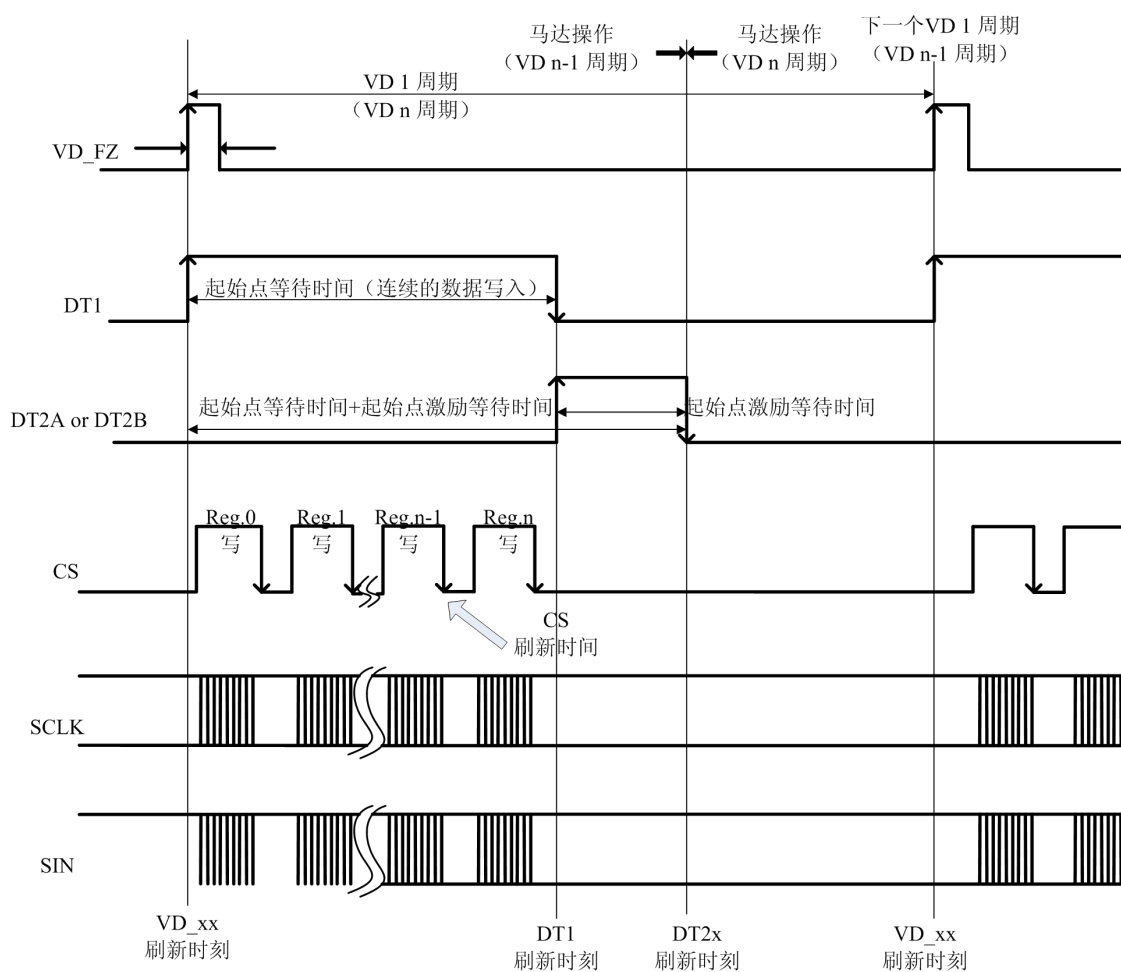 马达操作
（VD n-1 周期）
马达操作
（VD n 周期）
下一个VD 1 周期
（VD n-1 周期）
VD 1 周期
（VD n 周期）
VD_FZ
起始点等待时间（连续的数据写入）
DT1
起始点等待时间+起始点激励等待时间
起始点激励等待时间
DT2A or DT2B
Reg.0
写
Reg.1
写
Reg.n-1
写
Reg.n
写
CS
CS
刷新时间
SCLK
SIN
VD_xx
刷新时刻
DT1
刷新时刻
DT2x
刷新时刻
VD_xx
刷新时刻